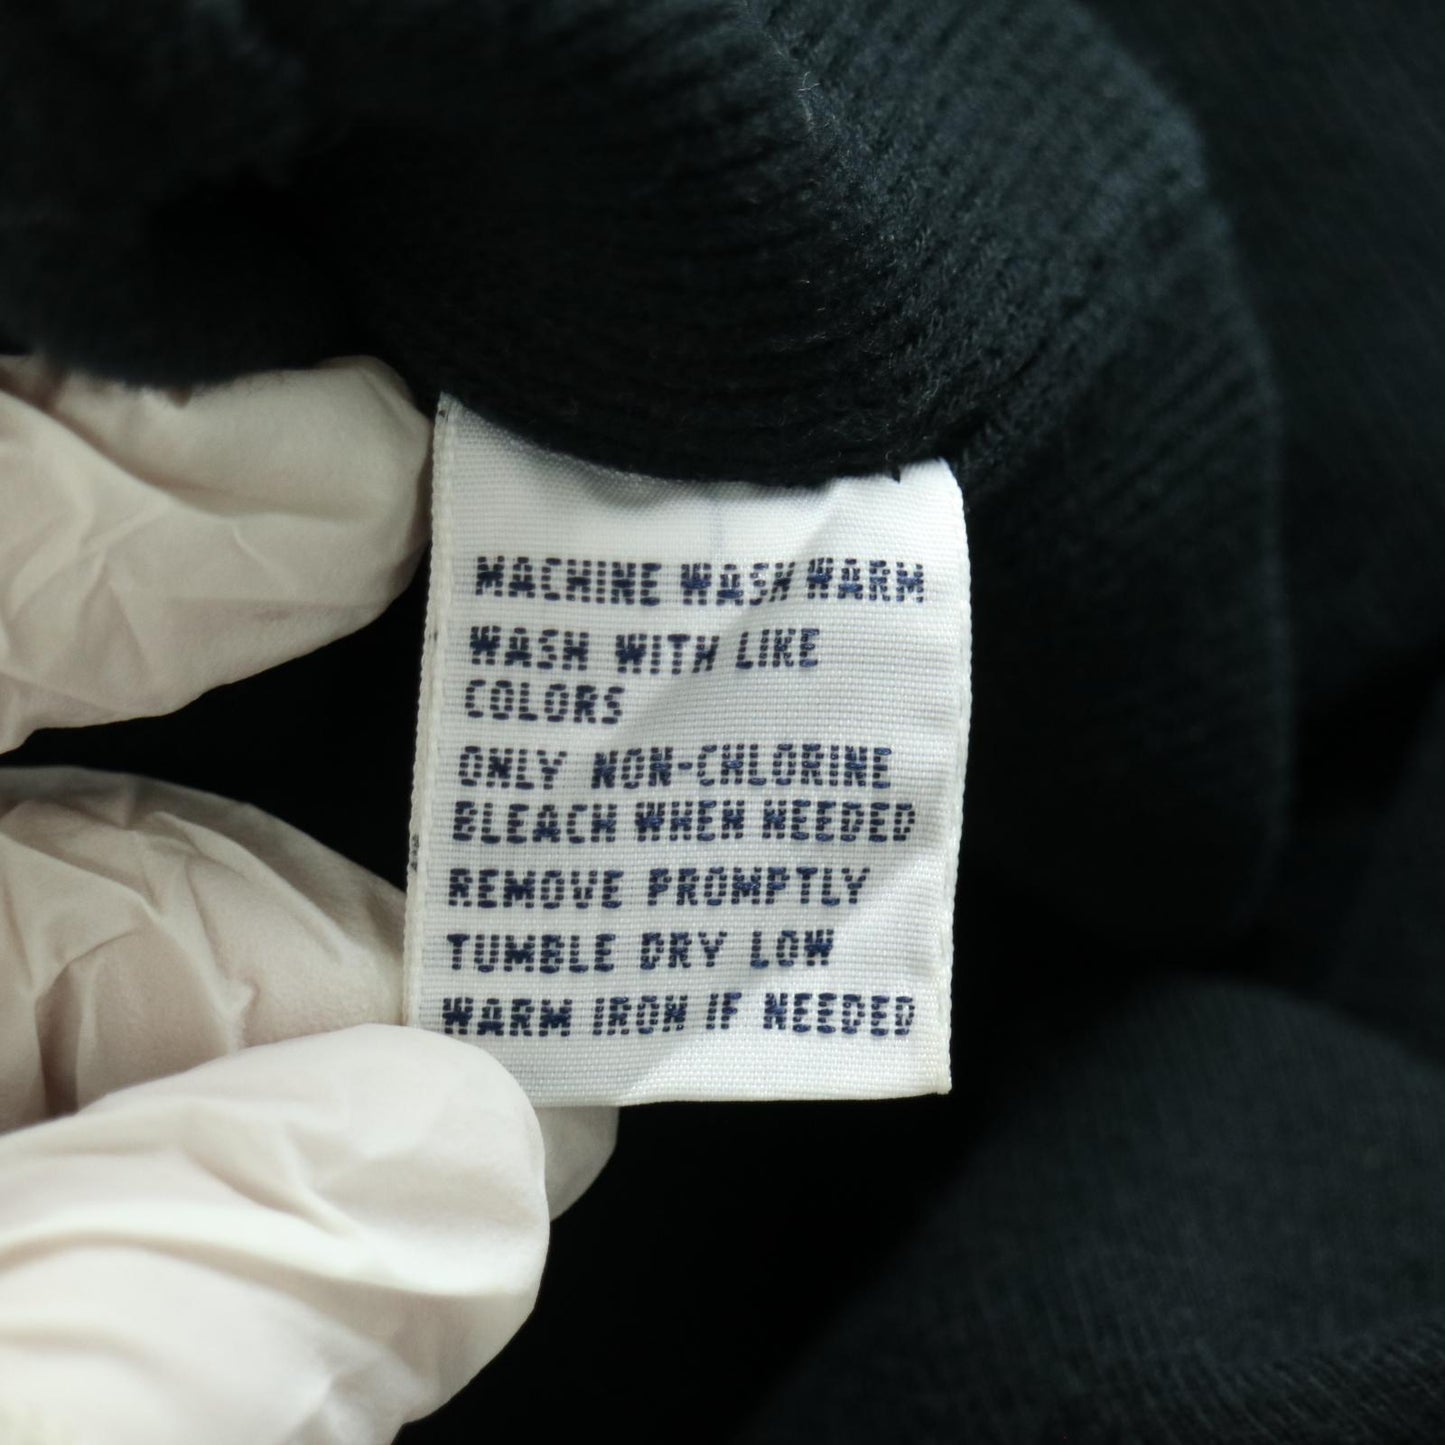 MACHINE WASH WARM
WASH WITH LIKE
COLORS
ONLY NON-CHLORINE
BLEACH WHEN NEEDED
REMOVE PROMPTLY
TUMBLE DRY LOW
WARM IRON IF NEEDED